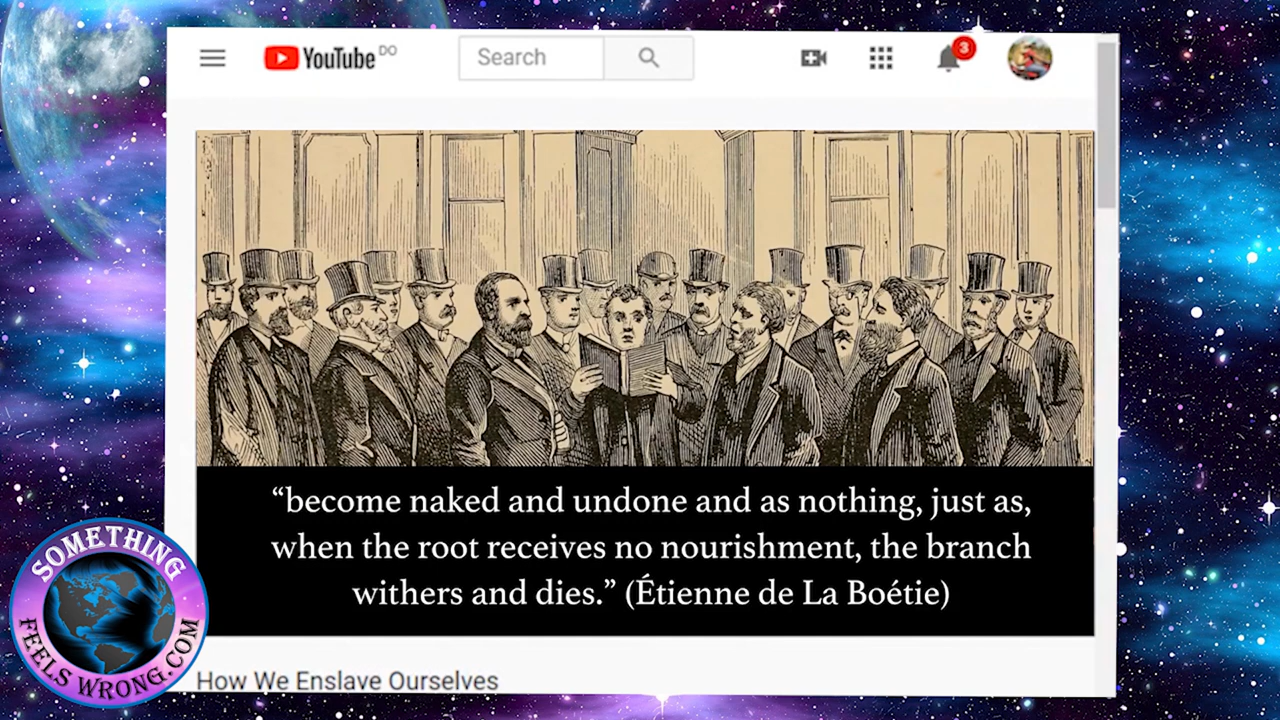 YouTube DO
Search
3
“become naked and undone and as nothing, just as,
when the root receives no nourishment, the branch
withers and dies.” (Étienne de La Boétie)
How We Enslave Ourselves
SOMETHING
FEELS WRONG.COM